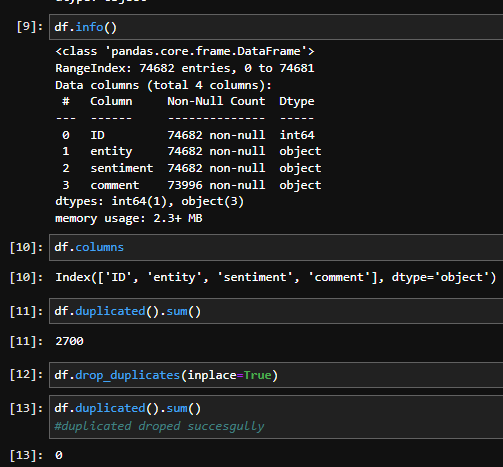 dtype: object
[9]: df.info()
<class 'pandas.core.frame.DataFrame'>
RangeIndex: 74682 entries, 0 to 74681
Data columns (total 4 columns):
 #   Column     Non-Null Count  Dtype
---  ------     --------------  -----
 0   ID         74682 non-null  int64
 1   entity     74682 non-null  object
 2   sentiment  74682 non-null  object
 3   comment    73996 non-null  object
dtypes: int64(1), object(3)
memory usage: 2.3+ MB
[10]: df.columns
[10]: Index(['ID', 'entity', 'sentiment', 'comment'], dtype='object')
[11]: df.duplicated().sum()
[11]: 2700
[12]: df.drop_duplicates(inplace=True)
[13]: df.duplicated().sum()
#duplicated droped succesgully
[13]: 0